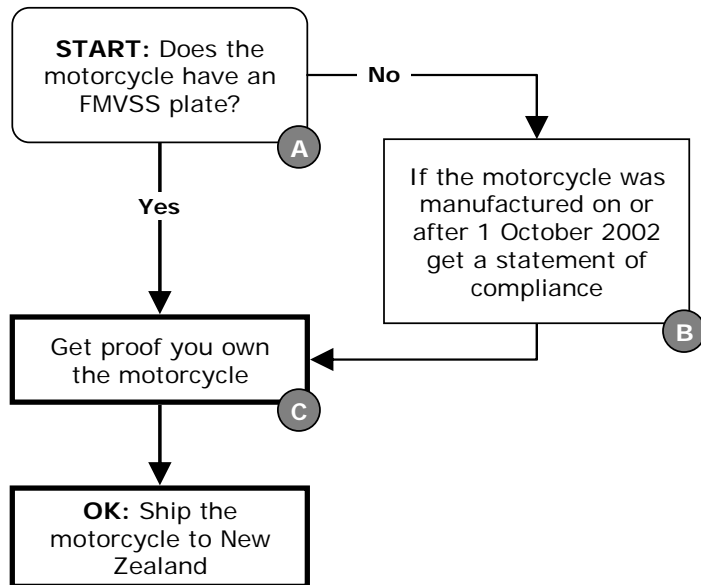 START: Does the
motorcycle have an
FMVSS plate?
A
No
Yes
If the motorcycle was
manufactured on or
after 1 October 2002
get a statement of
compliance
B
Get proof you own
the motorcycle
C
OK: Ship the
motorcycle to New
Zealand